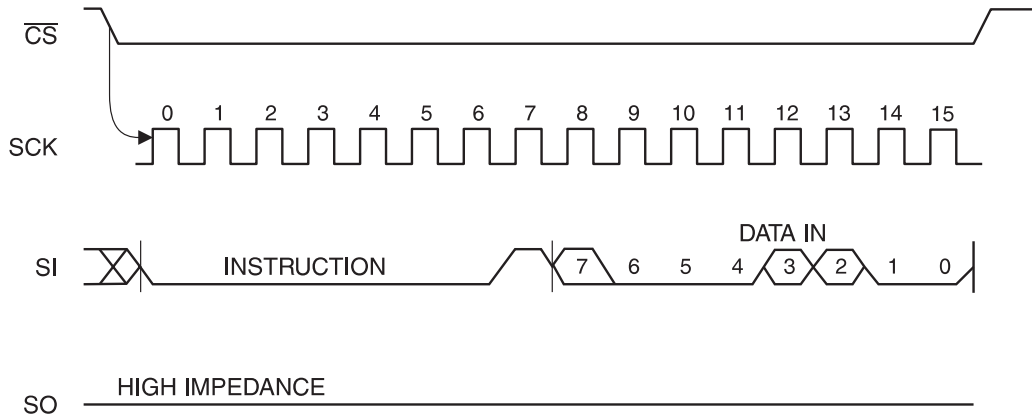 CS
0 1 2 3 4 5 6 7 8 9 10 11 12 13 14 15
SCK
DATA IN
SI INSTRUCTION 7 6 5 4 3 2 1 0
HIGH IMPEDANCE
SO